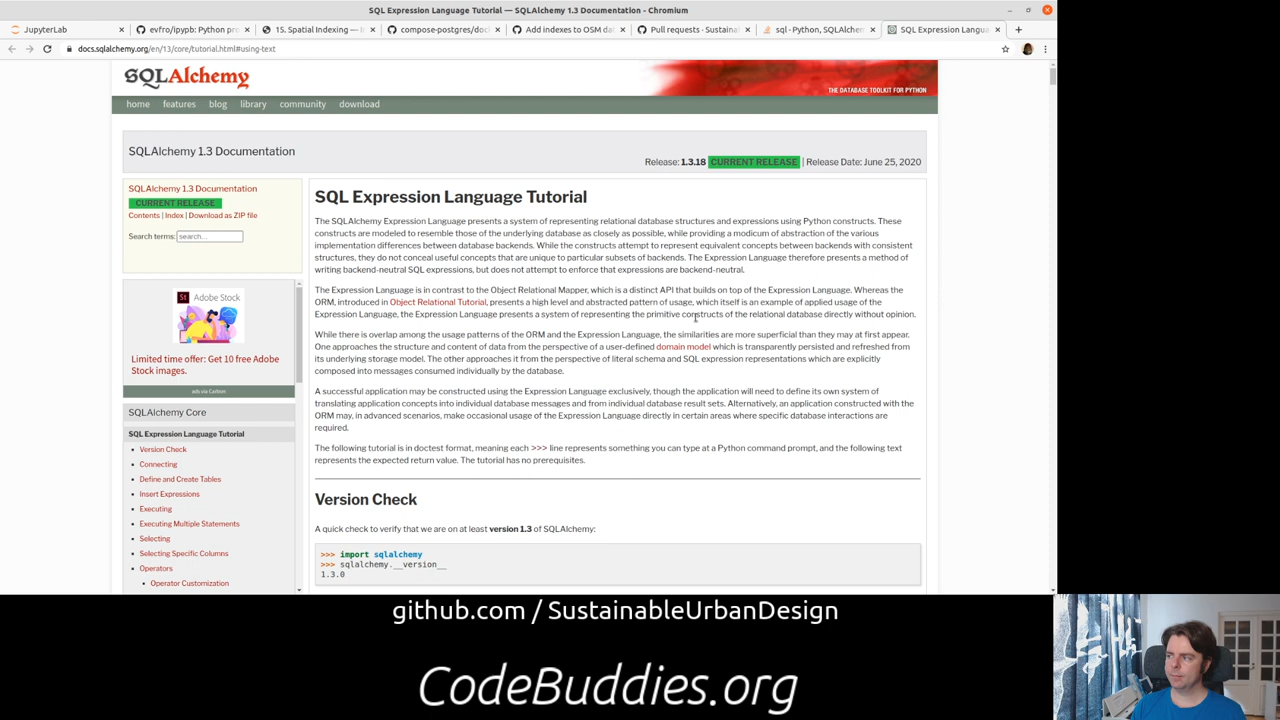 SQL Expression Language Tutorial — SQLAlchemy 1.3 Documentation - Chromium
JupyterLab
evfro/ipypb: Python pro
15. Spatial Indexing — I
compose-postgres/doc
Add indexes to OSM dat
Pull requests · Sustaina
sql - Python, SQLAlchem
SQL Expression Langua
docs.sqlalchemy.org/en/13/core/tutorial.html#using-text
SQLAlchemy
THE DATABASE TOOLKIT FOR PYTHON
home features blog library community download
SQLAlchemy 1.3 Documentation
Release: 1.3.18 CURRENT RELEASE | Release Date: June 25, 2020
SQLAlchemy 1.3 Documentation
CURRENT RELEASE
Contents | Index | Download as ZIP file
Search terms: search...
St Adobe Stock
Limited time offer: Get 10 free Adobe
Stock images.
ads via Carbon
SQLAlchemy Core
SQL Expression Language Tutorial
• Version Check
• Connecting
• Define and Create Tables
• Insert Expressions
• Executing
• Executing Multiple Statements
• Selecting
• Selecting Specific Columns
• Operators
• Operator Customization
SQL Expression Language Tutorial
The SQLAlchemy Expression Language presents a system of representing relational database structures and expressions using Python constructs. These
constructs are modeled to resemble those of the underlying database as closely as possible, while providing a modicum of abstraction of the various
implementation differences between database backends. While the constructs attempt to represent equivalent concepts between backends with consistent
structures, they do not conceal useful concepts that are unique to particular subsets of backends. The Expression Language therefore presents a method of
writing backend-neutral SQL expressions, but does not attempt to enforce that expressions are backend-neutral.
The Expression Language is in contrast to the Object Relational Mapper, which is a distinct API that builds on top of the Expression Language. Whereas the
ORM, introduced in Object Relational Tutorial, presents a high level and abstracted pattern of usage, which itself is an example of applied usage of the
Expression Language, the Expression Language presents a system of representing the primitive constructs of the relational database directly without opinion.
While there is overlap among the usage patterns of the ORM and the Expression Language, the similarities are more superficial than they may at first appear.
One approaches the structure and content of data from the perspective of a user-defined domain model which is transparently persisted and refreshed from
its underlying storage model. The other approaches it from the perspective of literal schema and SQL expression representations which are explicitly
composed into messages consumed individually by the database.
A successful application may be constructed using the Expression Language exclusively, though the application will need to define its own system of
translating application concepts into individual database messages and from individual database result sets. Alternatively, an application constructed with the
ORM may, in advanced scenarios, make occasional usage of the Expression Language directly in certain areas where specific database interactions are
required.
The following tutorial is in doctest format, meaning each >>> line represents something you can type at a Python command prompt, and the following text
represents the expected return value. The tutorial has no prerequisites.
Version Check
A quick check to verify that we are on at least version 1.3 of SQLAlchemy:
>>> import sqlalchemy
>>> sqlalchemy.__version__
1.3.0
github.com / SustainableUrbanDesign
CodeBuddies.org